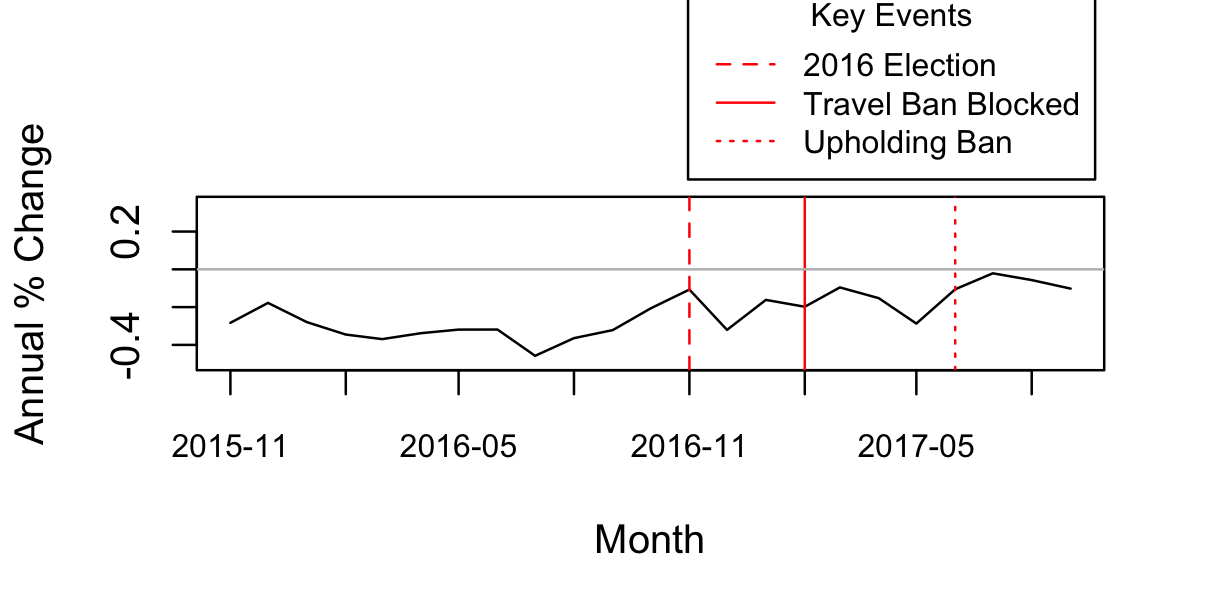 Key Events
2016 Election
Travel Ban Blocked
Upholding Ban
Annual % Change
0.2
-0.4
2015-11
2016-05
2016-11
2017-05
Month